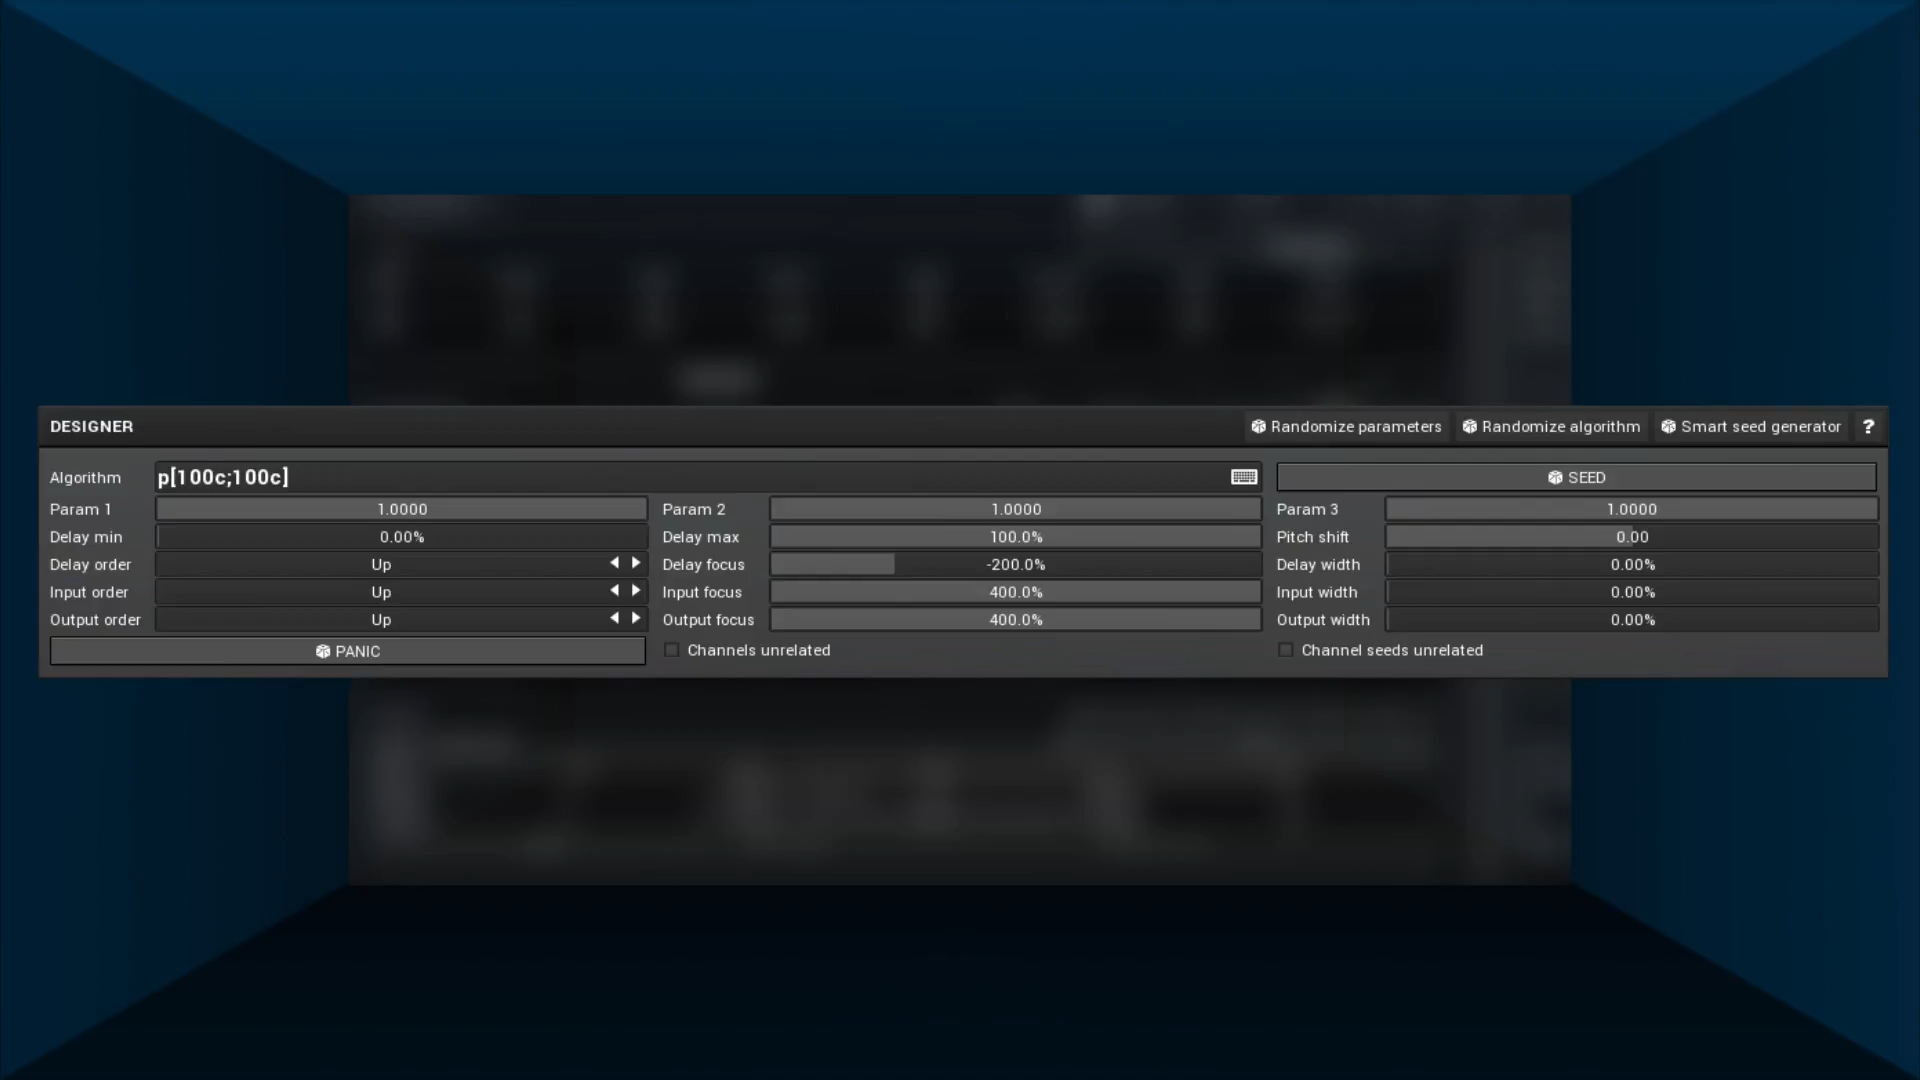 DESIGNER Randomize parameters Randomize algorithm Smart seed generator ?
Algorithm p[100c;100c] SEED
Param 1 1.0000 Param 2 1.0000 Param 3 1.0000
Delay min 0.00% Delay max 100.0% Pitch shift 0.00
Delay order Up Delay focus -200.0% Delay width 0.00%
Input order Up Input focus 400.0% Input width 0.00%
Output order Up Output focus 400.0% Output width 0.00%
PANIC Channels unrelated Channel seeds unrelated